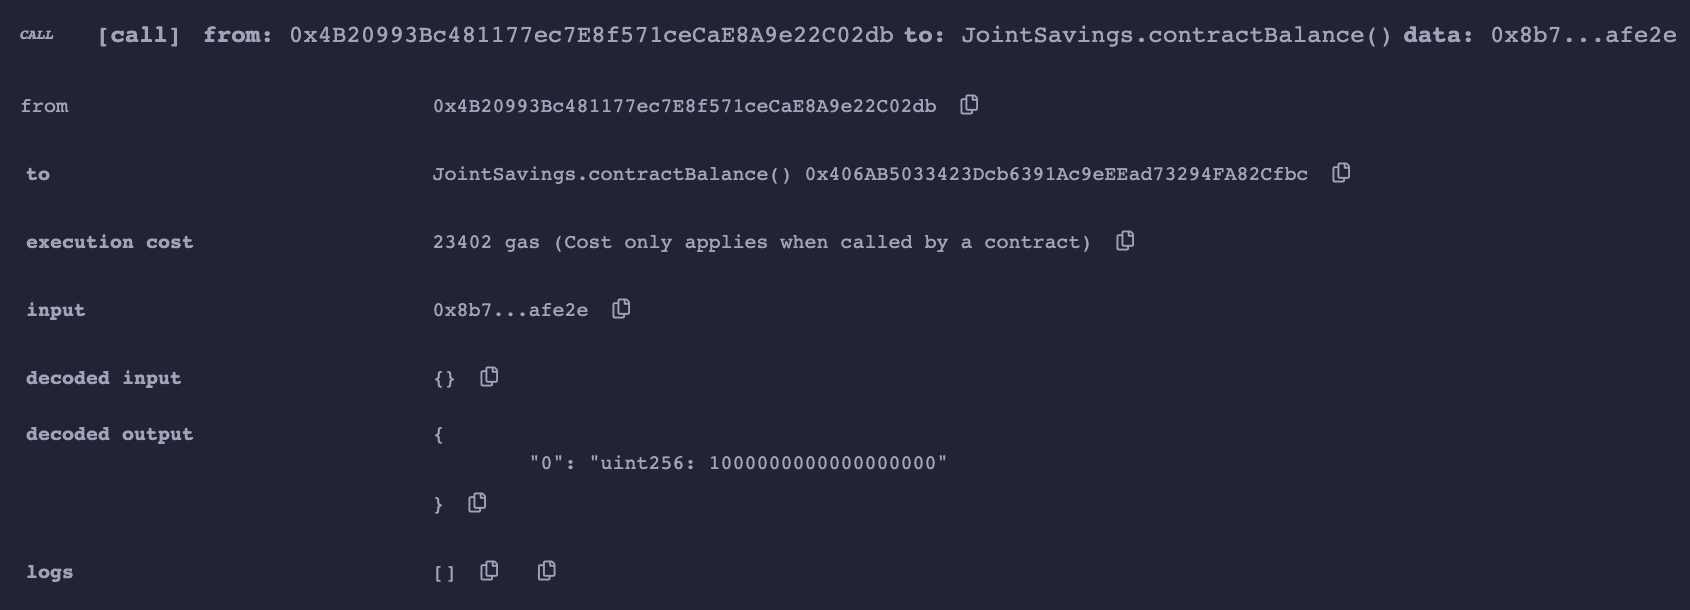 CALL [call] from: 0x4B20993Bc481177ec7E8f571ceCaE8A9e22C02db to: JointSavings.contractBalance() data: 0x8b7...afe2e
from 0x4B20993Bc481177ec7E8f571ceCaE8A9e22C02db
to JointSavings.contractBalance() 0x406AB5033423Dcb6391Ac9eEEad73294FA82Cfbc
execution cost 23402 gas (Cost only applies when called by a contract)
input 0x8b7...afe2e
decoded input {}
decoded output {
"0": "uint256: 1000000000000000000"
}
logs []